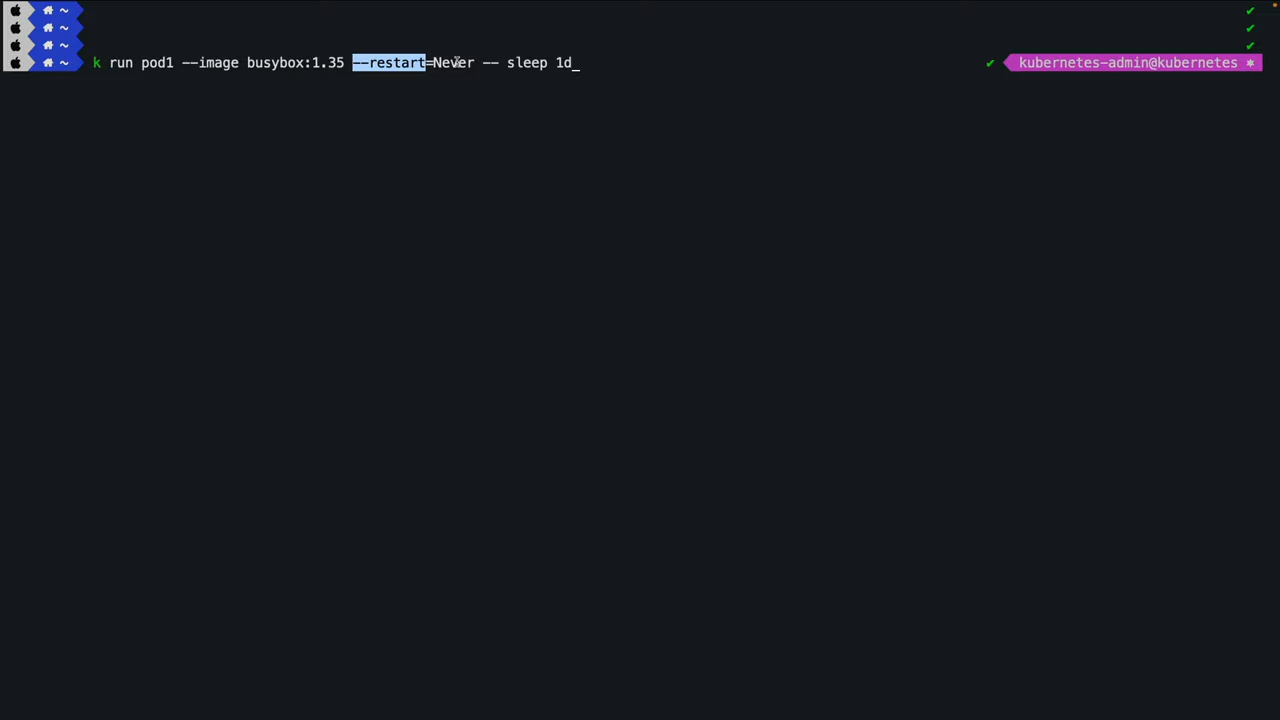 ~ ✔
~ ✔
~ ✔
~ k run pod1 --image busybox:1.35 --restart=Never -- sleep 1d_ ✔ kubernetes-admin@kubernetes ⎈